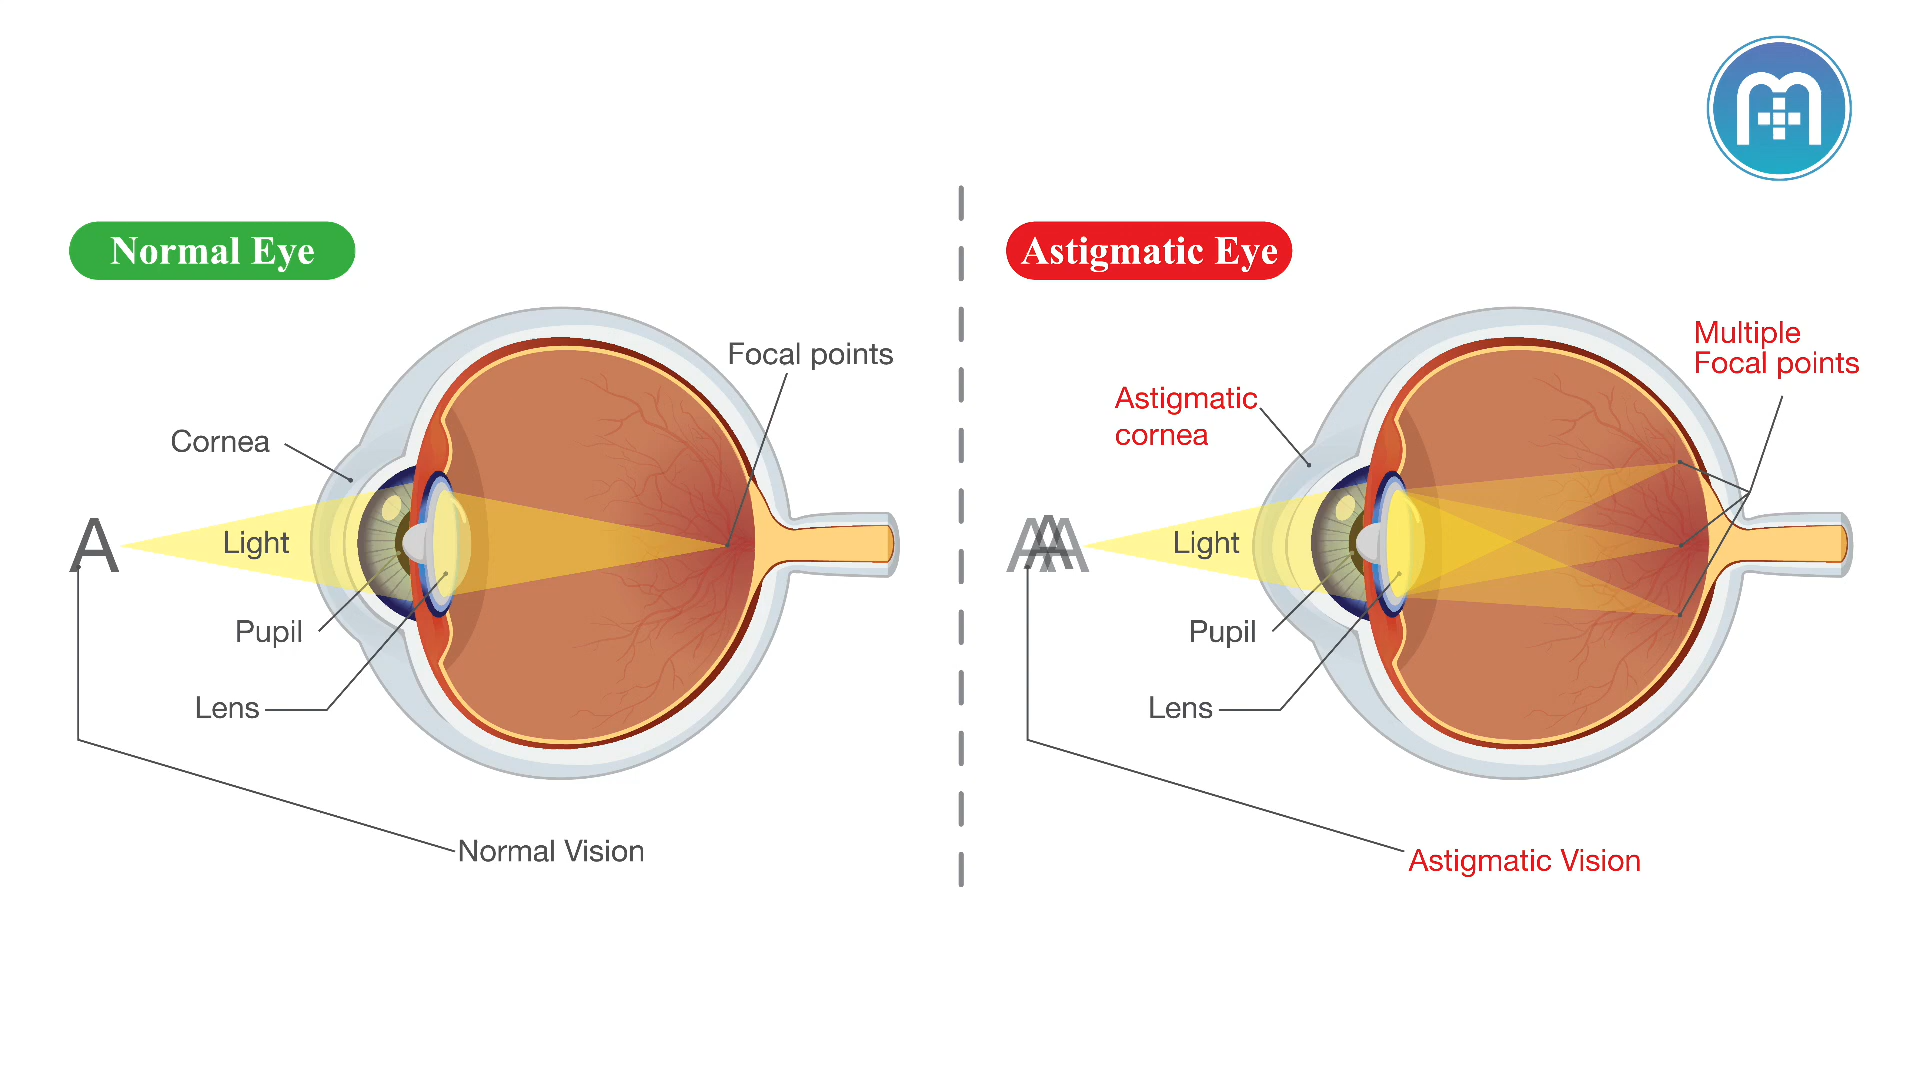 Normal Eye
Focal points
Cornea
A
Light
Pupil
Lens
Normal Vision
Astigmatic Eye
Multiple
Focal points
Astigmatic
cornea
AAA
Light
Pupil
Lens
Astigmatic Vision